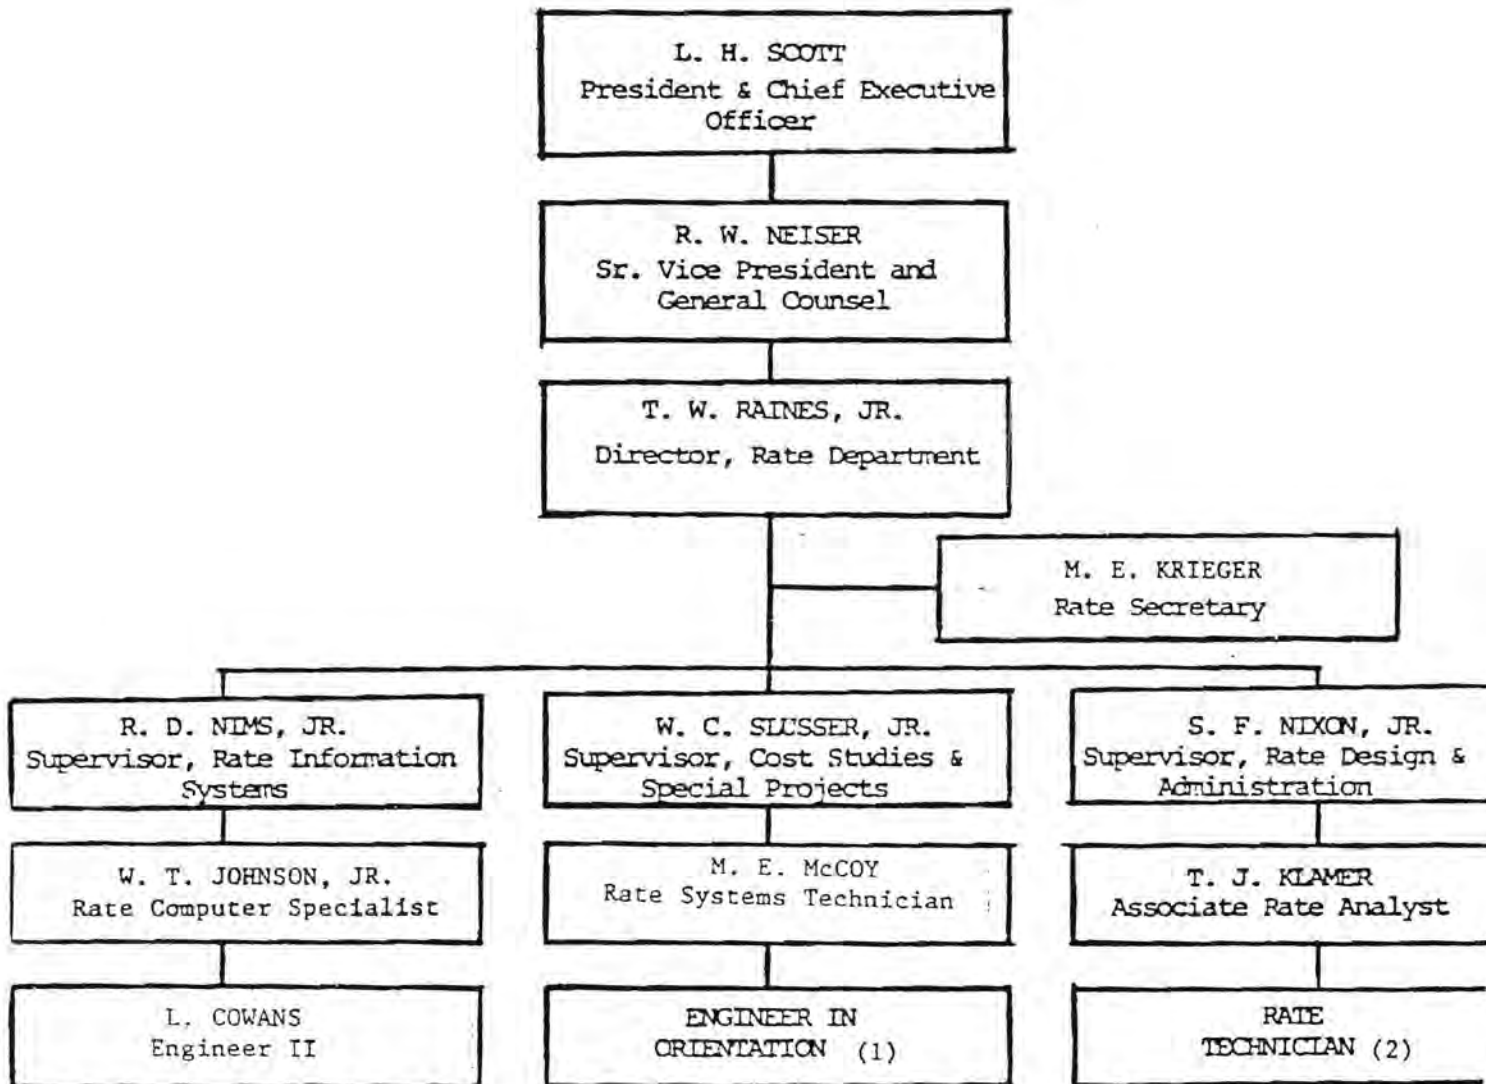 L. H. SCOTT
President & Chief Executive
Officer
R. W. NEISER
Sr. Vice President and
General Counsel
T. W. RAINES, JR.
Director, Rate Department
M. E. KRIEGER
Rate Secretary
R. D. NIMS, JR.
Supervisor, Rate Information
Systems
W. C. SLUSSER, JR.
Supervisor, Cost Studies &
Special Projects
S. F. NIXON, JR.
Supervisor, Rate Design &
Administration
W. T. JOHNSON, JR.
Rate Computer Specialist
M. E. McCOY
Rate Systems Technician
T. J. KLAMER
Associate Rate Analyst
L. COWANS
Engineer II
ENGINEER IN
ORIENTATION (1)
RATE
TECHNICIAN (2)